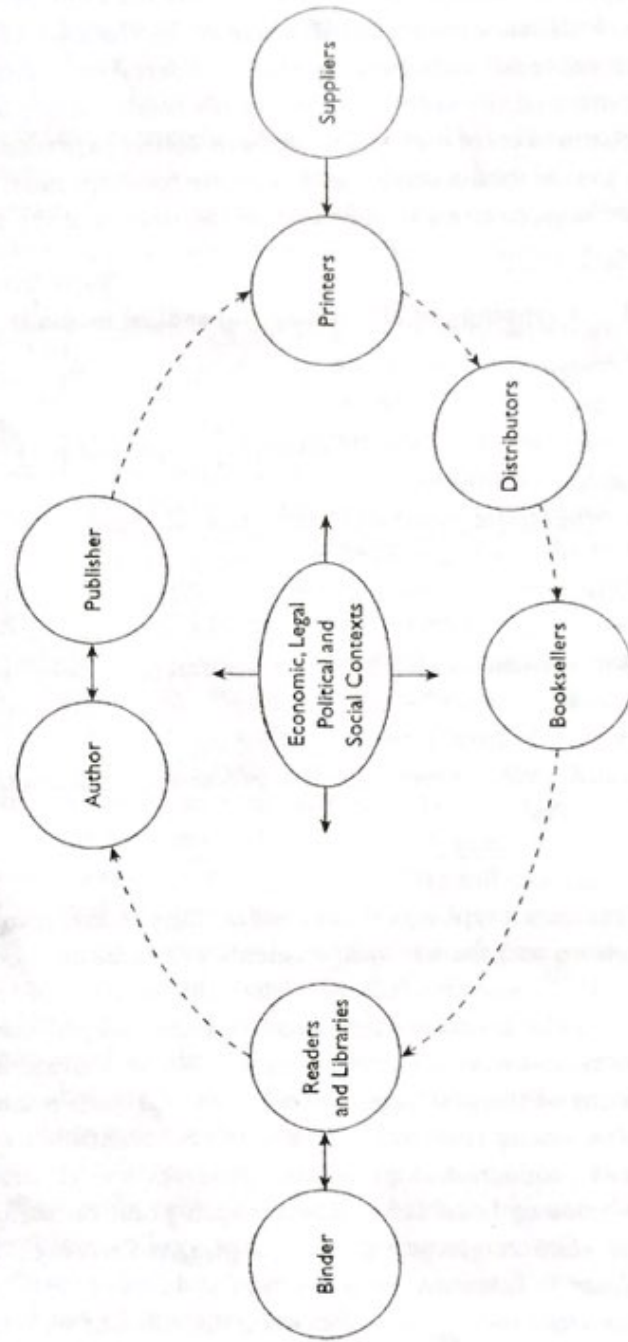 Author
Publisher
Suppliers
Printers
Economic, Legal
Political and
Social Contexts
Readers
and Libraries
Binder
Distributors
Booksellers